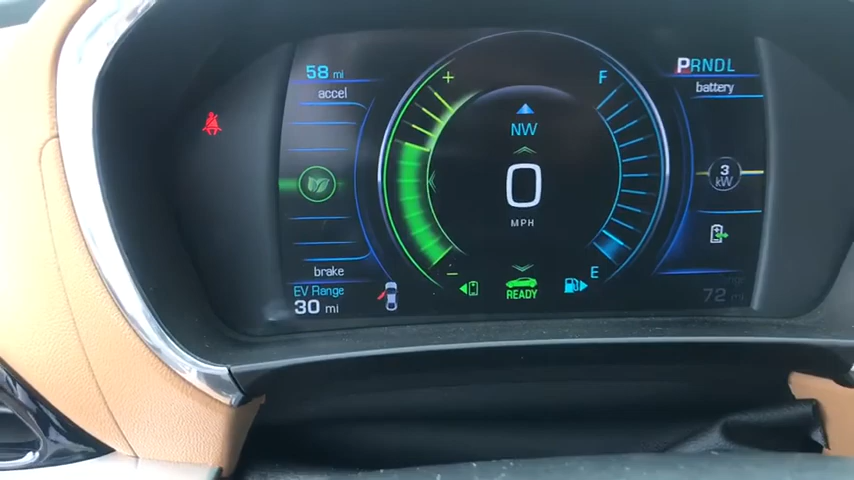 58 mi
accel
+
F
PRNDL
battery
NW
0
MPH
3
kW
brake
EV Range
30 mi
-
READY
E
72 mi